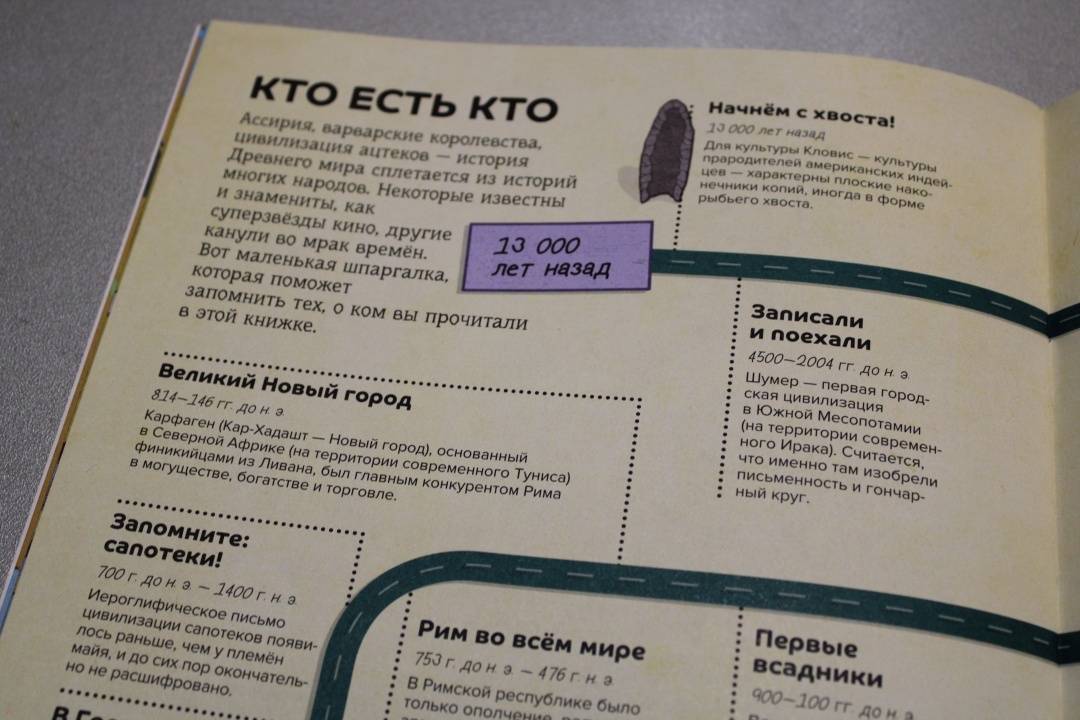 КТО ЕСТЬ КТО
Ассирия, варварские королевства,
цивилизация ацтеков — история
Древнего мира сплетается из историй
многих народов. Некоторые известны
и знамениты, как
суперзвёзды кино, другие
канули во мрак времён.
Вот маленькая шпаргалка,
которая поможет
запомнить тех, о ком вы прочитали
в этой книжке.
Начнём с хвоста!
13 000 лет назад
Для культуры Кловис — культуры
прародителей американских индей-
цев — характерны плоские нако-
нечники копий, иногда в форме
рыбьего хвоста.
13 000
лет назад
Записали
и поехали
4500–2004 гг. до н. э.
Шумер — первая город-
ская цивилизация
в Южной Месопотамии
(на территории современ-
ного Ирака). Считается,
что именно там изобрели
письменность и гончар-
ный круг.
Великий Новый город
814–146 гг. до н. э.
Карфаген (Кар-Хадашт — Новый город), основанный
в Северной Африке (на территории современного Туниса)
финикийцами из Ливана, был главным конкурентом Рима
в могуществе, богатстве и торговле.
Запомните:
сапотеки!
700 г. до н. э. – 1400 г. н. э.
Иероглифическое письмо
цивилизации сапотеков появи-
лось раньше, чем у племён
майя, и до сих пор окончатель-
но не расшифровано.
Рим во всём мире
753 г. до н. э. – 476 г. н. э.
В Римской республике было
только ополчение,
Первые
всадники
900–100 гг. до н. э.